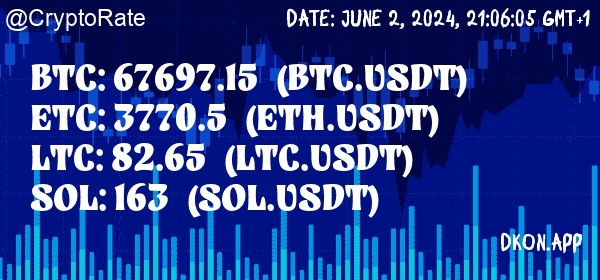 @CryptoRate
DATE: JUNE 2, 2024, 21:06:05 GMT+1
BTC: 67697.15 (BTC.USDT)
ETC: 3770.5 (ETH.USDT)
LTC: 82.65 (LTC.USDT)
SOL: 163 (SOL.USDT)
DKON.APP